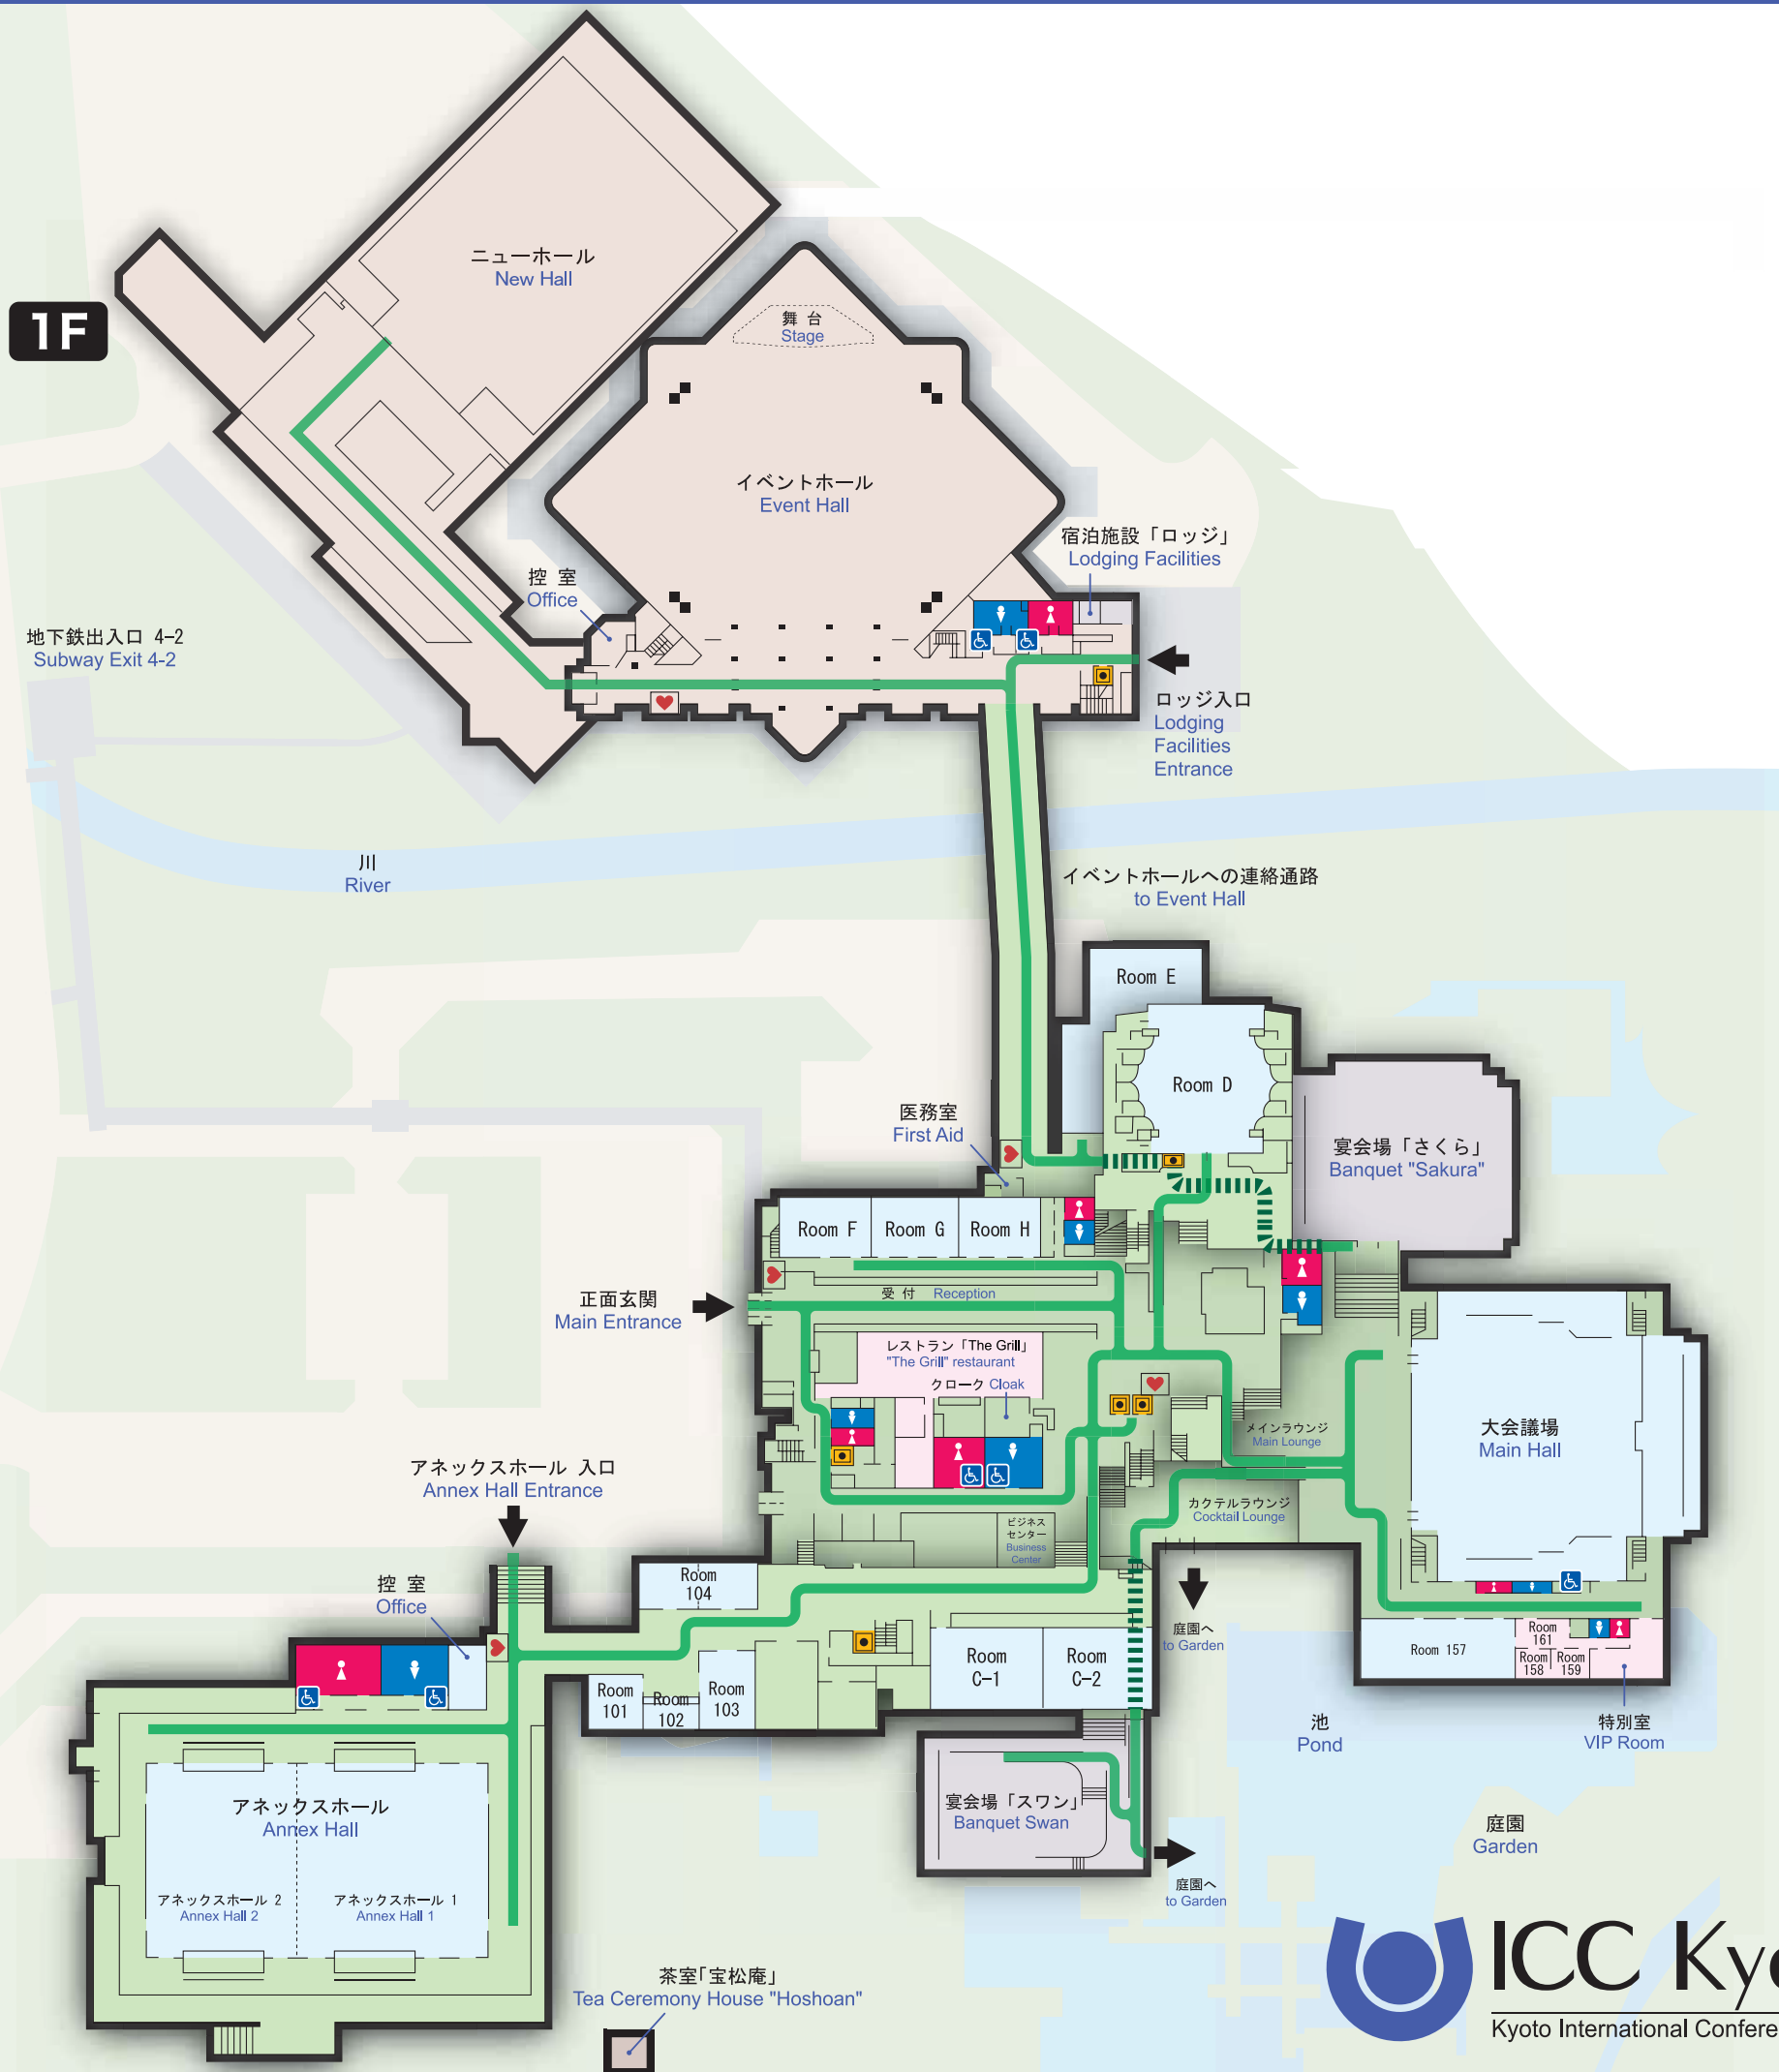 1F
ニューホール
New Hall
舞 台
Stage
イベントホール
Event Hall
宿泊施設「ロッジ」
Lodging Facilities
控 室
Office
地下鉄出入口 4-2
Subway Exit 4-2
ロッジ入口
Lodging
Facilities
Entrance
川
River
イベントホールへの連絡通路
to Event Hall
Room E
Room D
医務室
First Aid
宴会場「さくら」
Banquet "Sakura"
Room F
Room G
Room H
正面玄関
Main Entrance
受 付 Reception
レストラン「The Grill」
"The Grill" restaurant
クローク Cloak
メインラウンジ
Main Lounge
大会議場
Main Hall
アネックスホール 入口
Annex Hall Entrance
カクテルラウンジ
Cocktail Lounge
ビジネス
センター
Business
Center
Room
104
控 室
Office
庭園へ
to Garden
Room
C-1
Room
C-2
Room 157
Room
161
Room
158
Room
159
Room
101
Room
102
Room
103
池
Pond
特別室
VIP Room
アネックスホール
Annex Hall
宴会場「スワン」
Banquet Swan
庭園
Garden
アネックスホール 2
Annex Hall 2
アネックスホール 1
Annex Hall 1
庭園へ
to Garden
茶室「宝松庵」
Tea Ceremony House "Hoshoan"
ICC Kyo
Kyoto International Confere